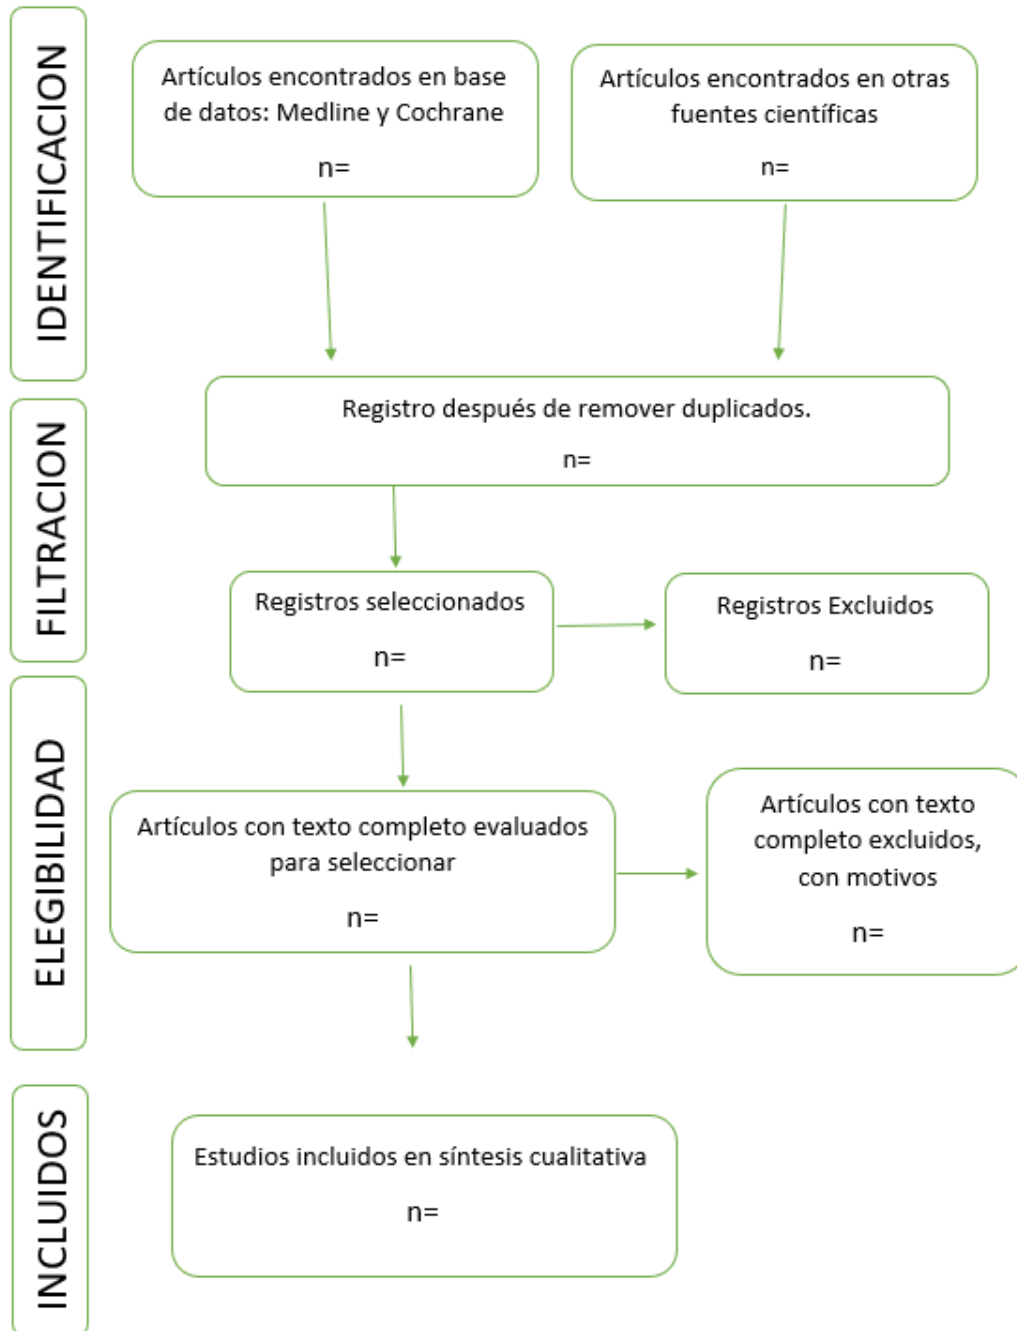 IDENTIFICACION
Artículos encontrados en base
de datos: Medline y Cochrane
n=
Artículos encontrados en otras
fuentes científicas
n=
FILTRACION
Registro después de remover duplicados.
n=
Registros seleccionados
n=
Registros Excluidos
n=
ELEGIBILIDAD
Artículos con texto completo evaluados
para seleccionar
n=
Artículos con texto
completo excluidos,
con motivos
n=
INCLUIDOS
Estudios incluidos en síntesis cualitativa
n=